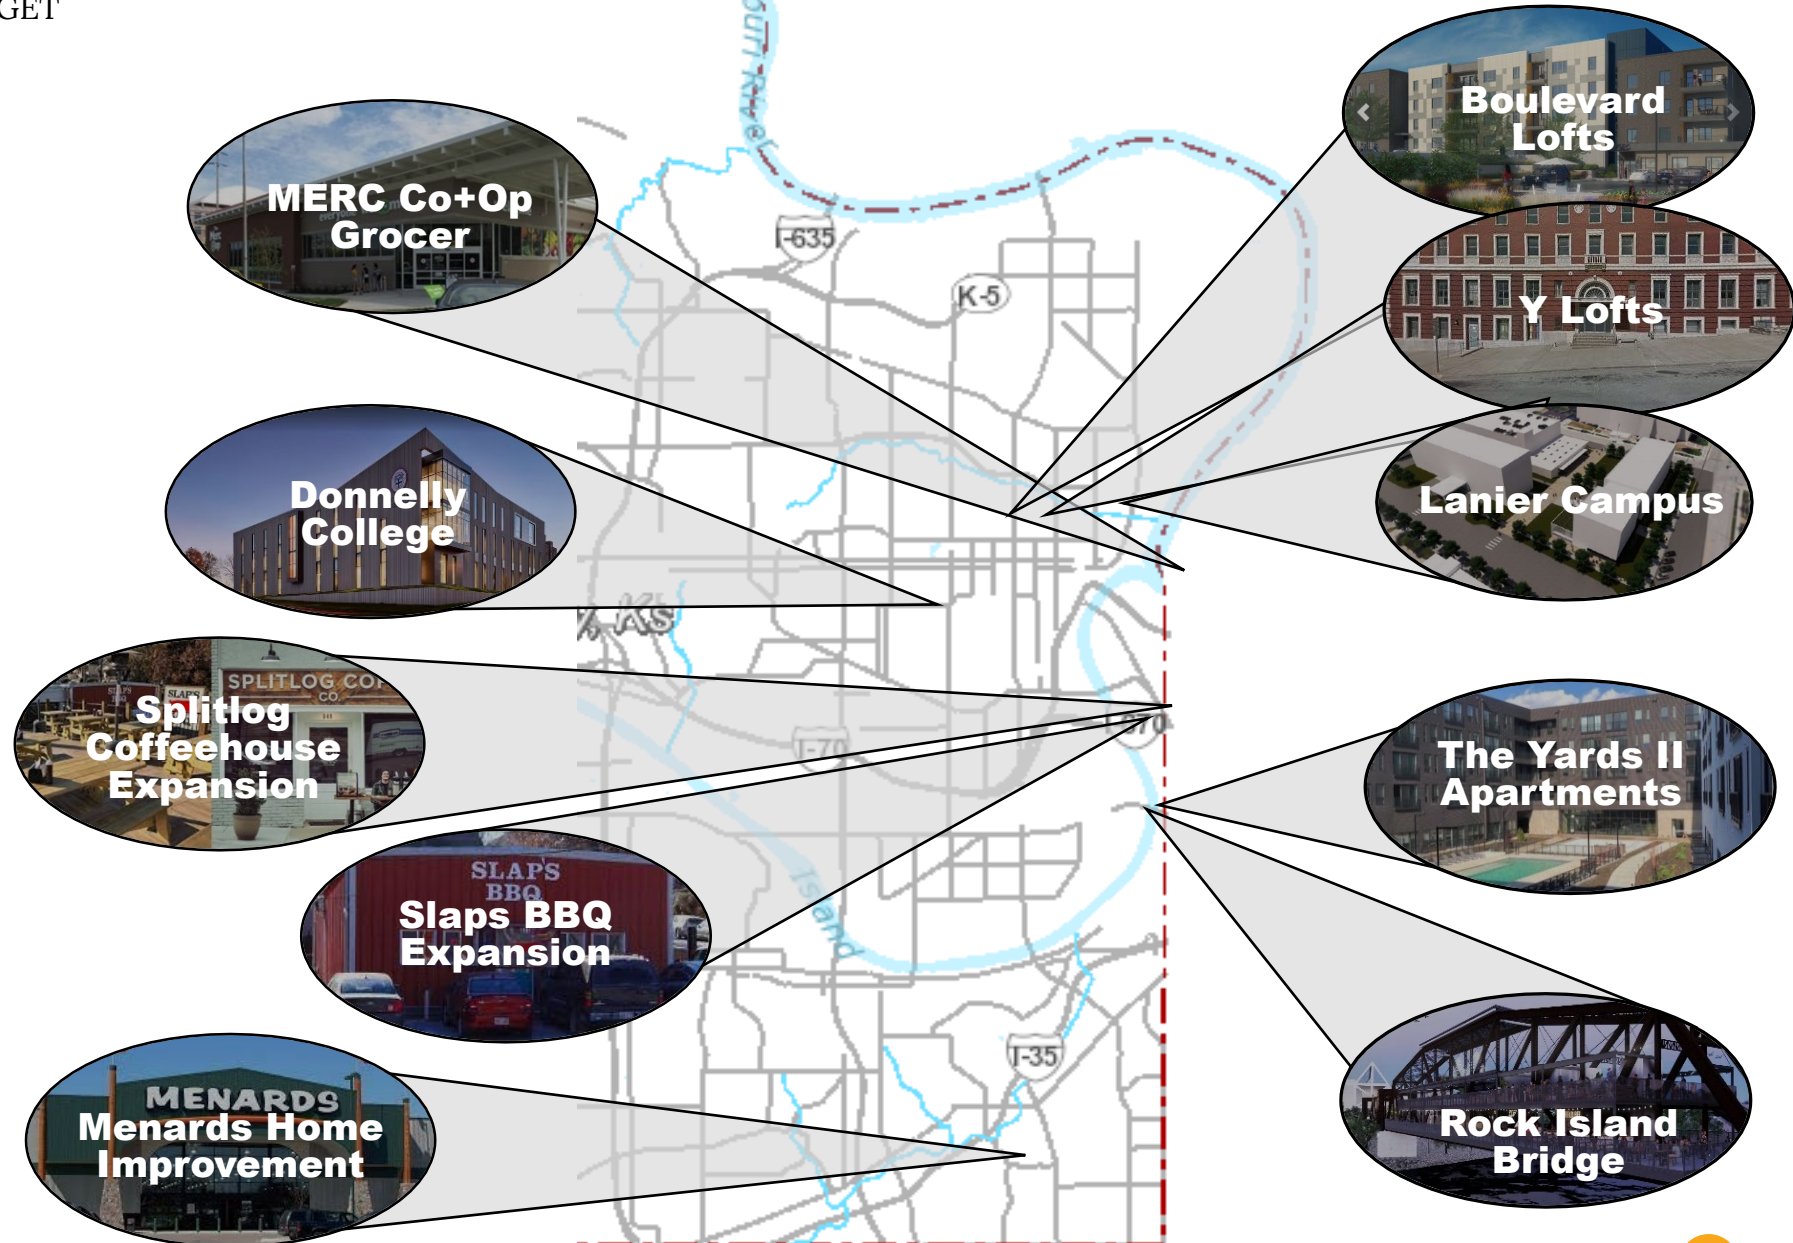 GET
MERC Co+Op
Grocer
Donnelly
College
SPLITLOG
CO.
Splitlog
Coffeehouse
Expansion
SLAP'S
BBQ
Slaps BBQ
Expansion
MENARDS
Menards Home
Improvement
River
I-635
K-5
Ks
I-70
Island
I-35
Boulevard
Lofts
Y Lofts
Lanier Campus
The Yards II
Apartments
Rock Island
Bridge